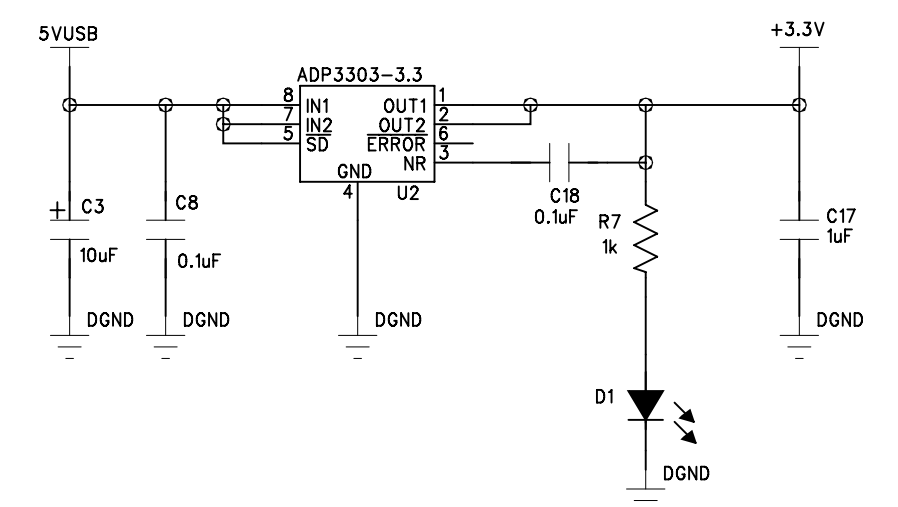 5VUSB
+3.3V
ADP3303-3.3
8 IN1 OUT1 1
7 IN2 OUT2 2
5 SD ERROR 6
NR 3
GND
4 U2
+ C3
10uF
C8
0.1uF
C18
0.1uF
R7
1k
C17
1uF
DGND
DGND
DGND
DGND
D1
DGND